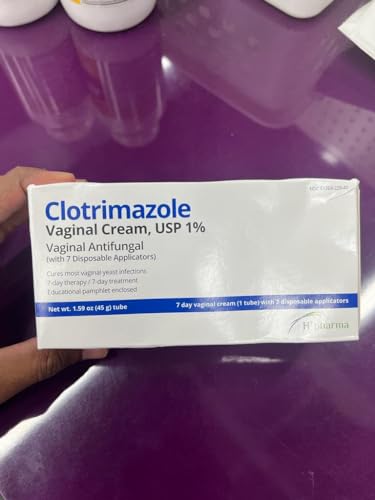 Clotrimazole
Vaginal Cream, USP 1%
Vaginal Antifungal
(with 7 Disposable Applicators)
Cures most vaginal yeast infections
7-day therapy / 7-day treatment
Educational pamphlet enclosed
Net wt. 1.59 oz (45 g) tube
7 day vaginal cream (1 tube) with 7 disposable applicators
pharma